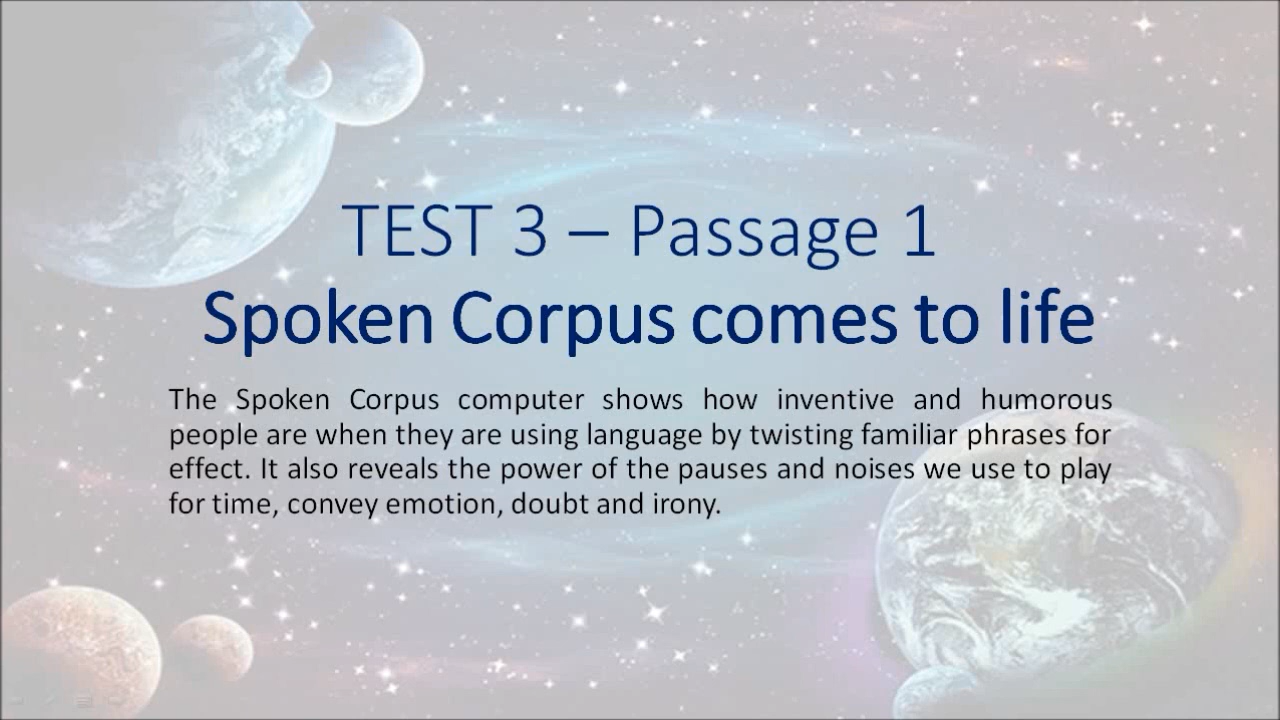 TEST 3 – Passage 1
Spoken Corpus comes to life
The Spoken Corpus computer shows how inventive and humorous
people are when they are using language by twisting familiar phrases for
effect. It also reveals the power of the pauses and noises we use to play
for time, convey emotion, doubt and irony.